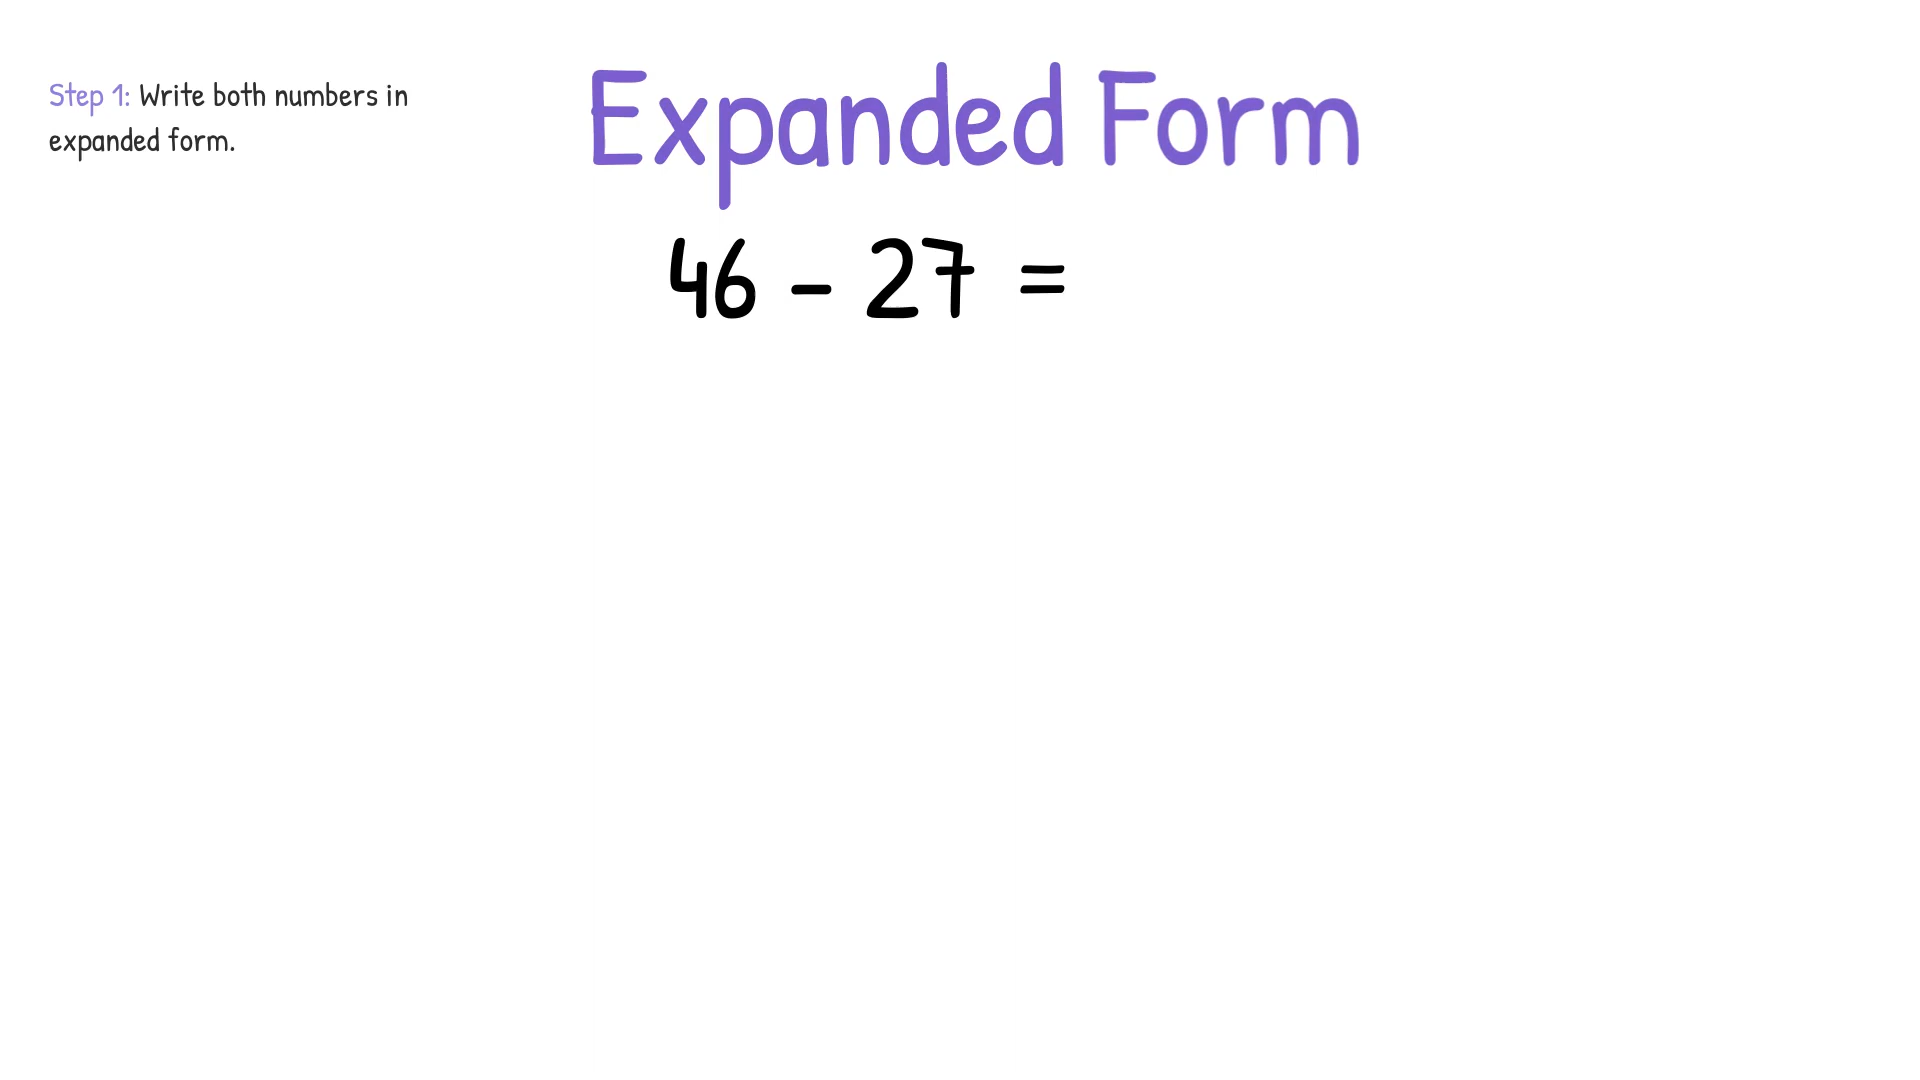 Step 1: Write both numbers in
expanded form.
Expanded Form
46 - 27 =